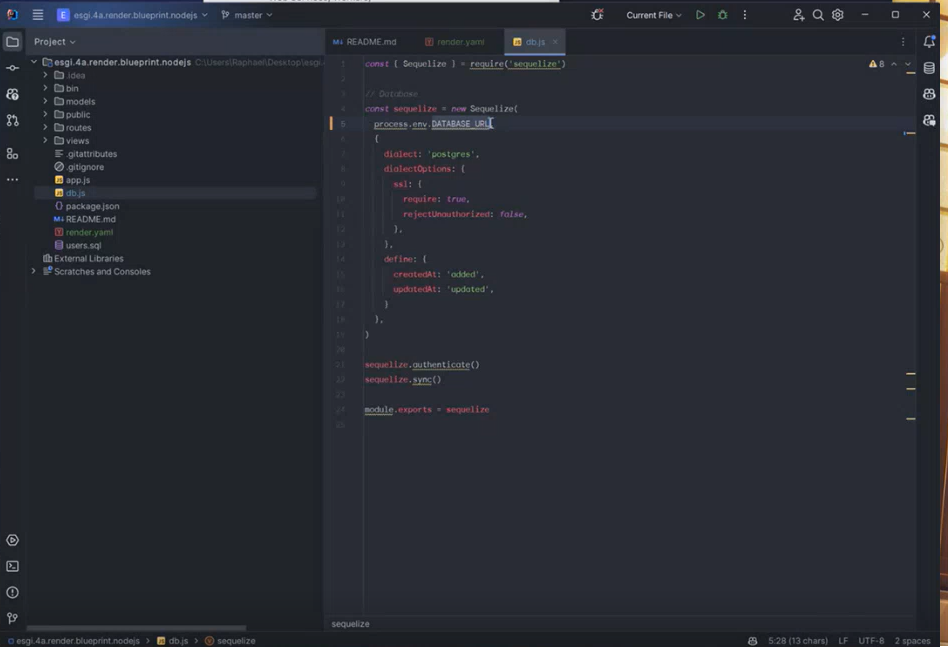 E esgi.4a.render.blueprint.nodejs master Current File
Project
README.md render.yaml db.js
esgi.4a.render.blueprint.nodejs C:\Users\Raphael\Desktop\esgi.
.idea
bin
models
public
routes
views
.gitattributes
.gitignore
app.js
db.js
package.json
README.md
render.yaml
users.sql
External Libraries
Scratches and Consoles
8
1 const { Sequelize } = require('sequelize')
2
3 // Database
4 const sequelize = new Sequelize(
5 process.env.DATABASE_URL
6 {
7 dialect: 'postgres',
8 dialectOptions: {
9 ssl: {
10 require: true,
11 rejectUnauthorized: false,
12 },
13 },
14 define: {
15 createdAt: 'added',
16 updatedAt: 'updated',
17 }
18 },
19 )
20
21 sequelize.authenticate()
22 sequelize.sync()
23
24 module.exports = sequelize
25
sequelize
esgi.4a.render.blueprint.nodejs > db.js > sequelize 5:28 (13 chars) LF UTF-8 2 spaces